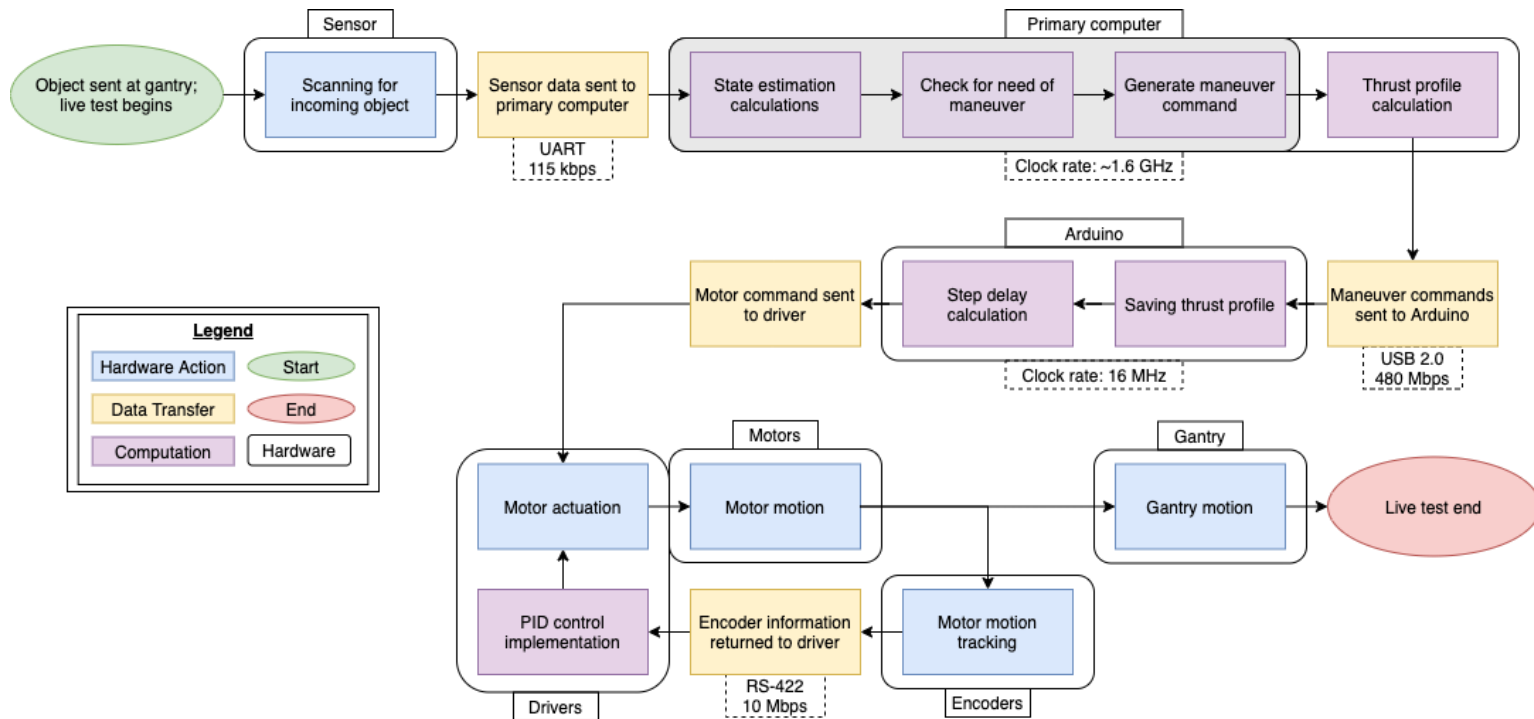 Sensor
Primary computer
Object sent at gantry;
live test begins
Scanning for
incoming object
Sensor data sent to
primary computer
UART
115 kbps
State estimation
calculations
Check for need of
maneuver
Generate maneuver
command
Thrust profile
calculation
Clock rate: ~1.6 GHz
Arduino
Motor command sent
to driver
Step delay
calculation
Saving thrust profile
Maneuver commands
sent to Arduino
Clock rate: 16 MHz
USB 2.0
480 Mbps
Legend
Hardware Action
Start
Data Transfer
End
Computation
Hardware
Motors
Gantry
Motor actuation
Motor motion
Gantry motion
Live test end
PID control
implementation
Encoder information
returned to driver
Motor motion
tracking
Drivers
RS-422
10 Mbps
Encoders